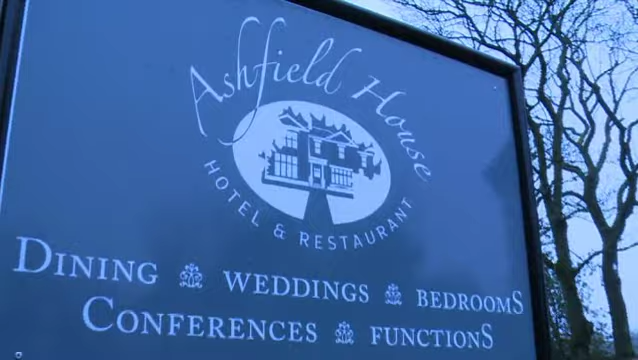 Ashfield House
HOTEL & RESTAURANT
DINING WEDDINGS BEDROOMS
CONFERENCES FUNCTIONS